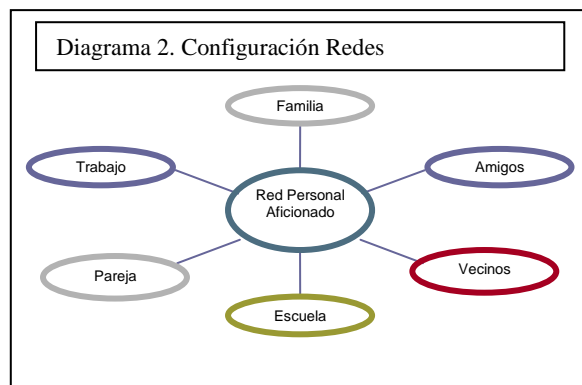 Diagrama 2. Configuración Redes
Familia
Trabajo
Amigos
Red Personal
Aficionado
Pareja
Vecinos
Escuela